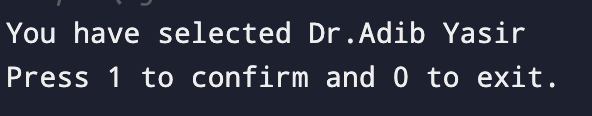 You have selected Dr.Adib Yasir
Press 1 to confirm and 0 to exit.